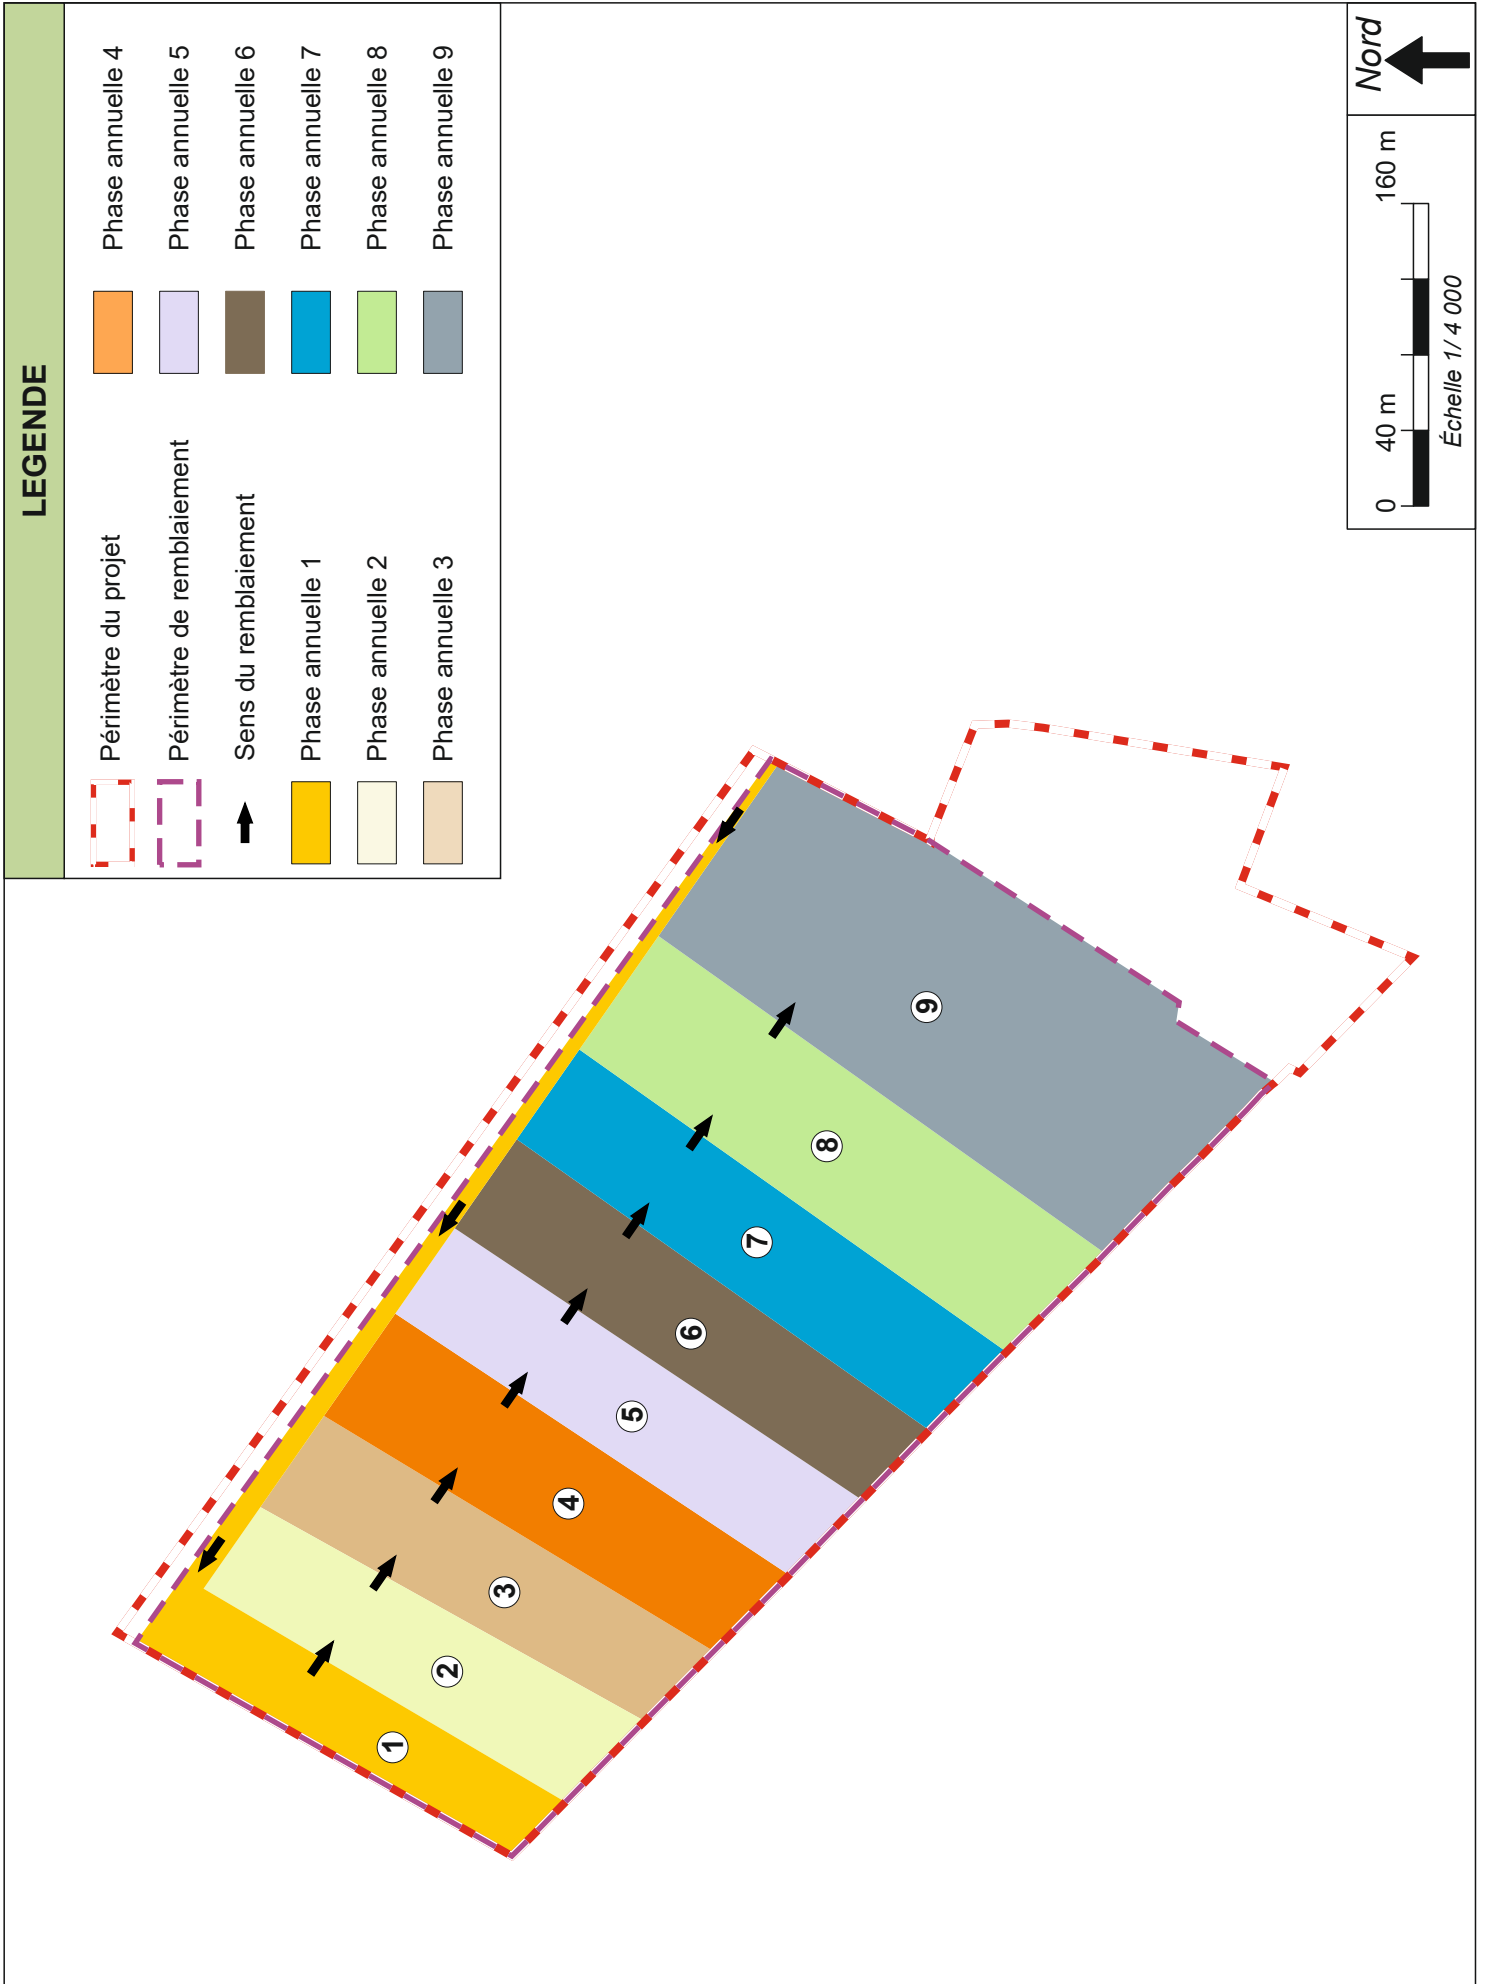 LEGENDE
Périmètre du projet
Périmètre de remblaiement
Sens du remblaiement
Phase annuelle 1
Phase annuelle 2
Phase annuelle 3
Phase annuelle 4
Phase annuelle 5
Phase annuelle 6
Phase annuelle 7
Phase annuelle 8
Phase annuelle 9
1
2
3
4
5
6
7
8
9
0 40 m 160 m
Échelle 1/ 4 000
Nord